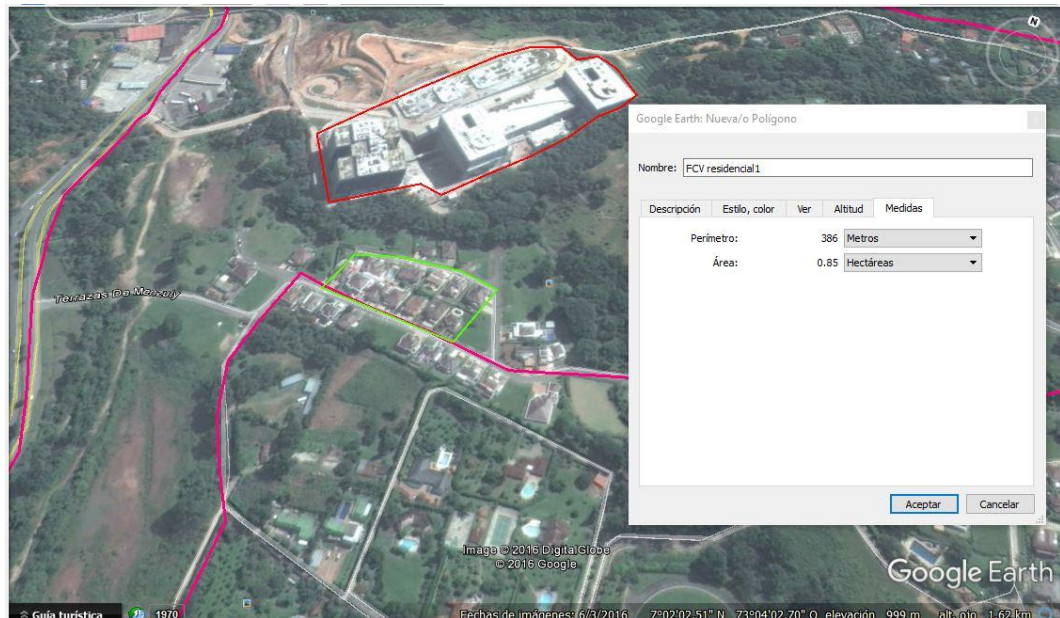 N
Google Earth: Nueva/o Polígono
Nombre: FCV residencial1
Descripción Estilo, color Ver Altitud Medidas
Perímetro: 386 Metros
Área: 0.85 Hectáreas
Terrazas De Menzuly
Aceptar Cancelar
Image © 2016 DigitalGlobe
© 2016 Google
Google Earth
Guía turística 1970 Fechas de imágenes: 6/3/2016 7°02'02.51" N 73°04'02.70" O elevación 999 m alt. ojo 1.62 km